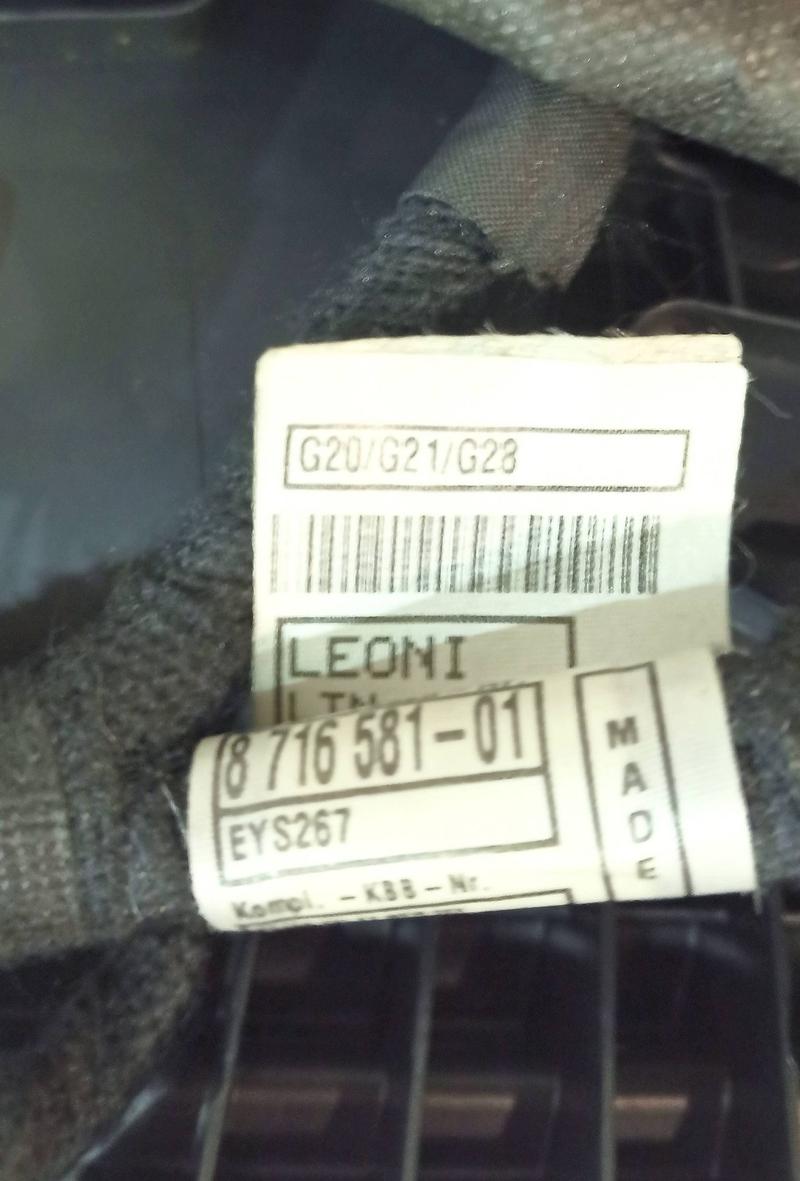 G20/G21/G28
LEONI
8 716 581-01
EYS267
Kompl. -KBB-Nr.
MADE